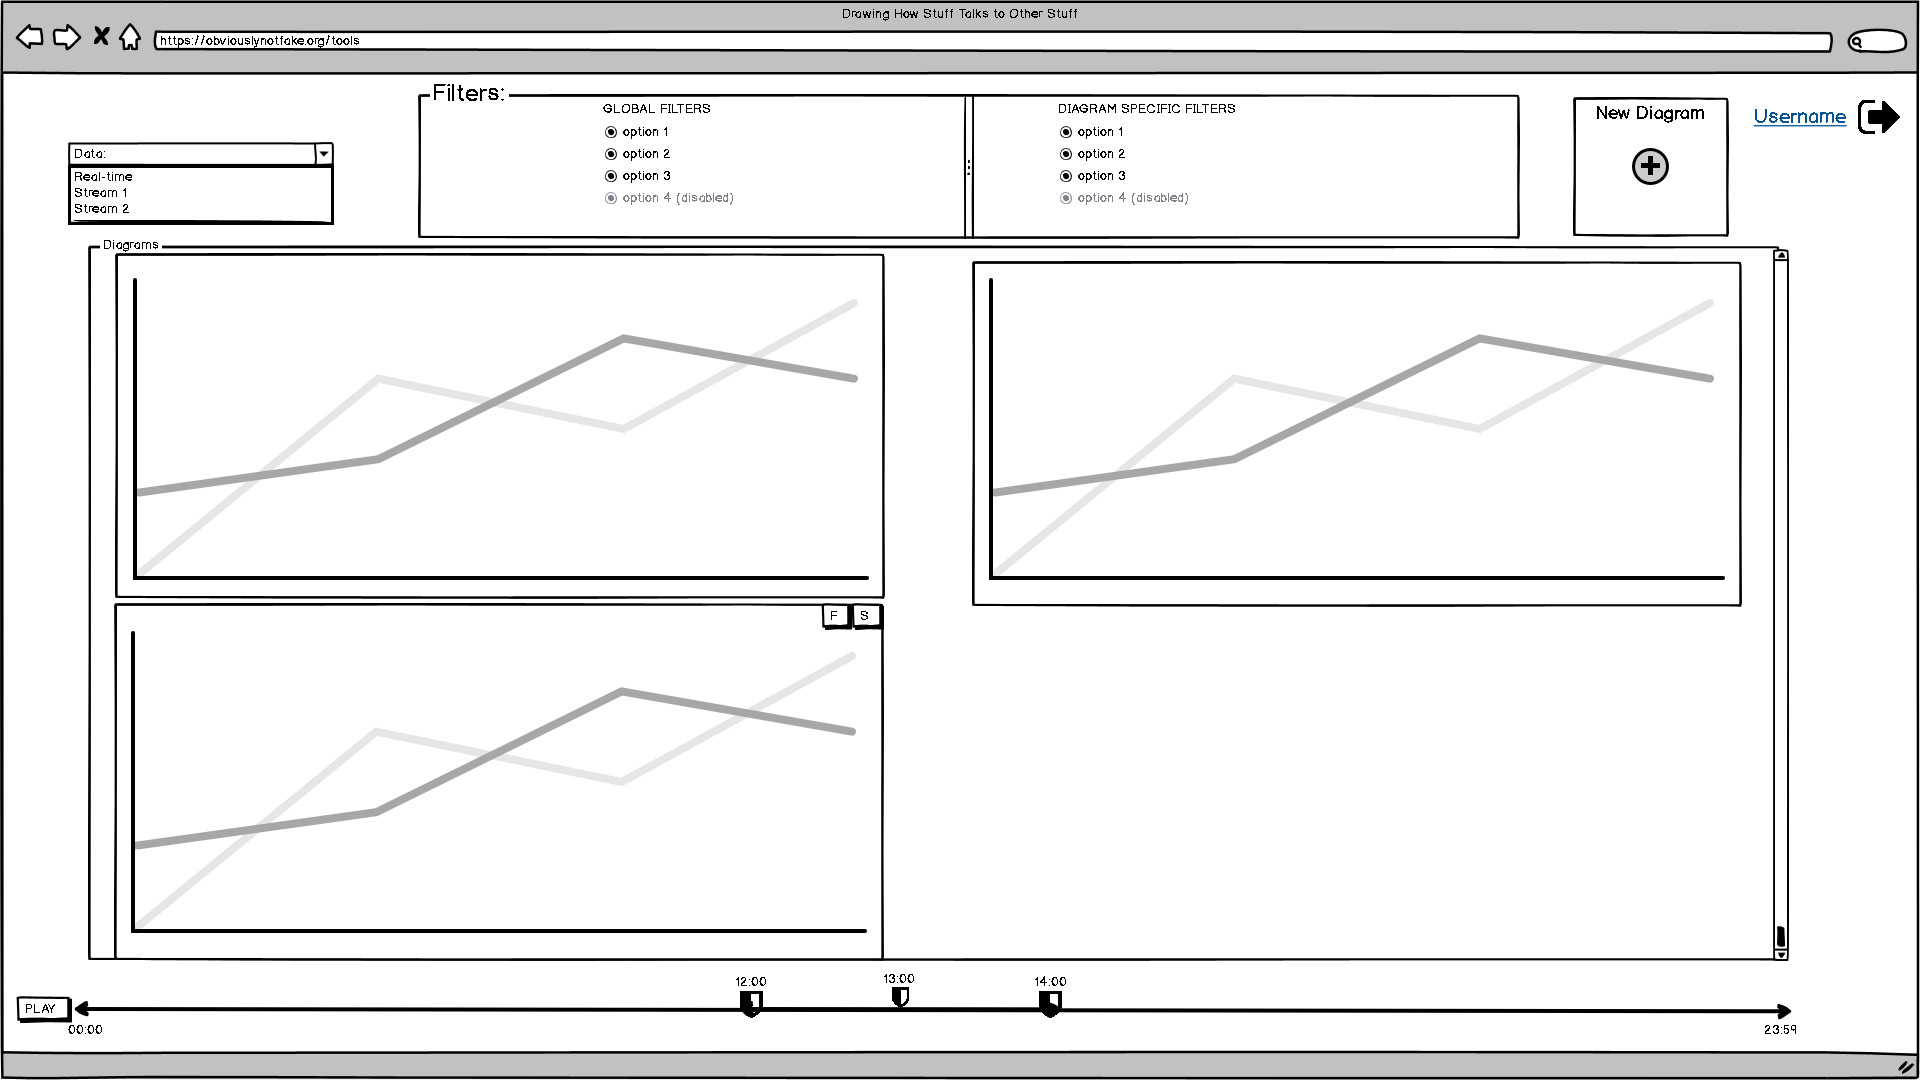 Drawing How Stuff Talks to Other Stuff
https://obviouslynotfake.org/tools
Filters:
GLOBAL FILTERS
option 1
option 2
option 3
option 4 (disabled)
DIAGRAM SPECIFIC FILTERS
option 1
option 2
option 3
option 4 (disabled)
New Diagram
Username
Data:
Real-time
Stream 1
Stream 2
Diagrams
F
S
12:00
13:00
14:00
PLAY
00:00
23:59